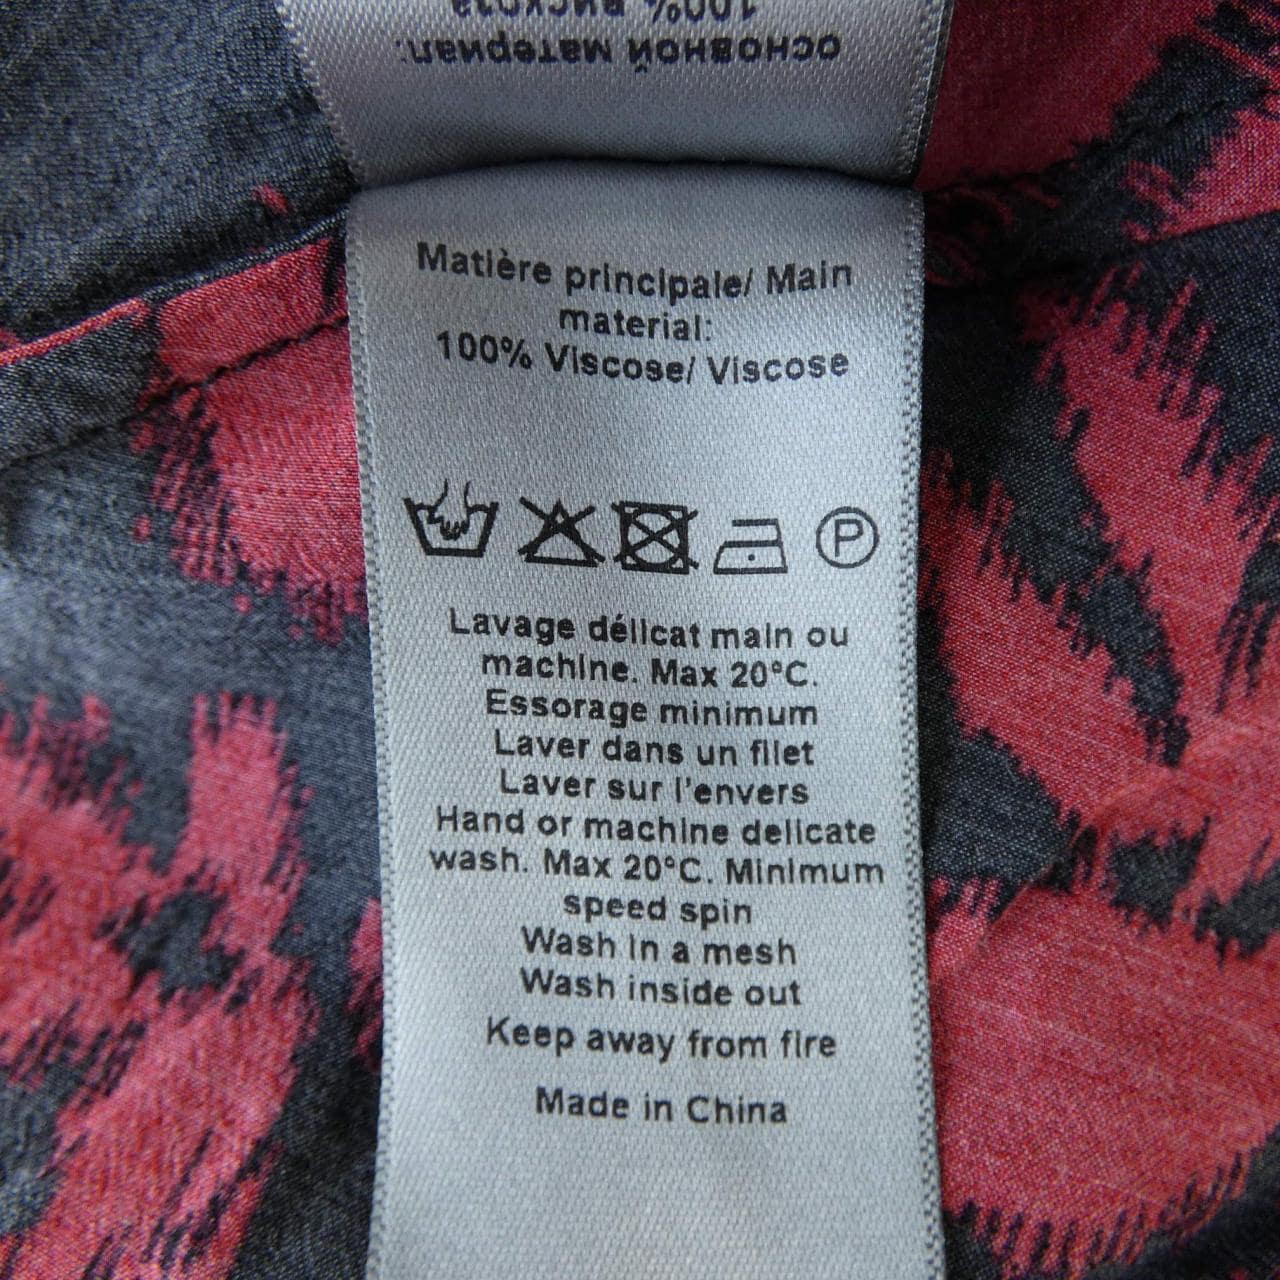 100% вискоза
основной материал:
Matière principale/ Main
material:
100% Viscose/ Viscose
P
Lavage délicat main ou
machine. Max 20°C.
Essorage minimum
Laver dans un filet
Laver sur l'envers
Hand or machine delicate
wash. Max 20°C. Minimum
speed spin
Wash in a mesh
Wash inside out
Keep away from fire
Made in China